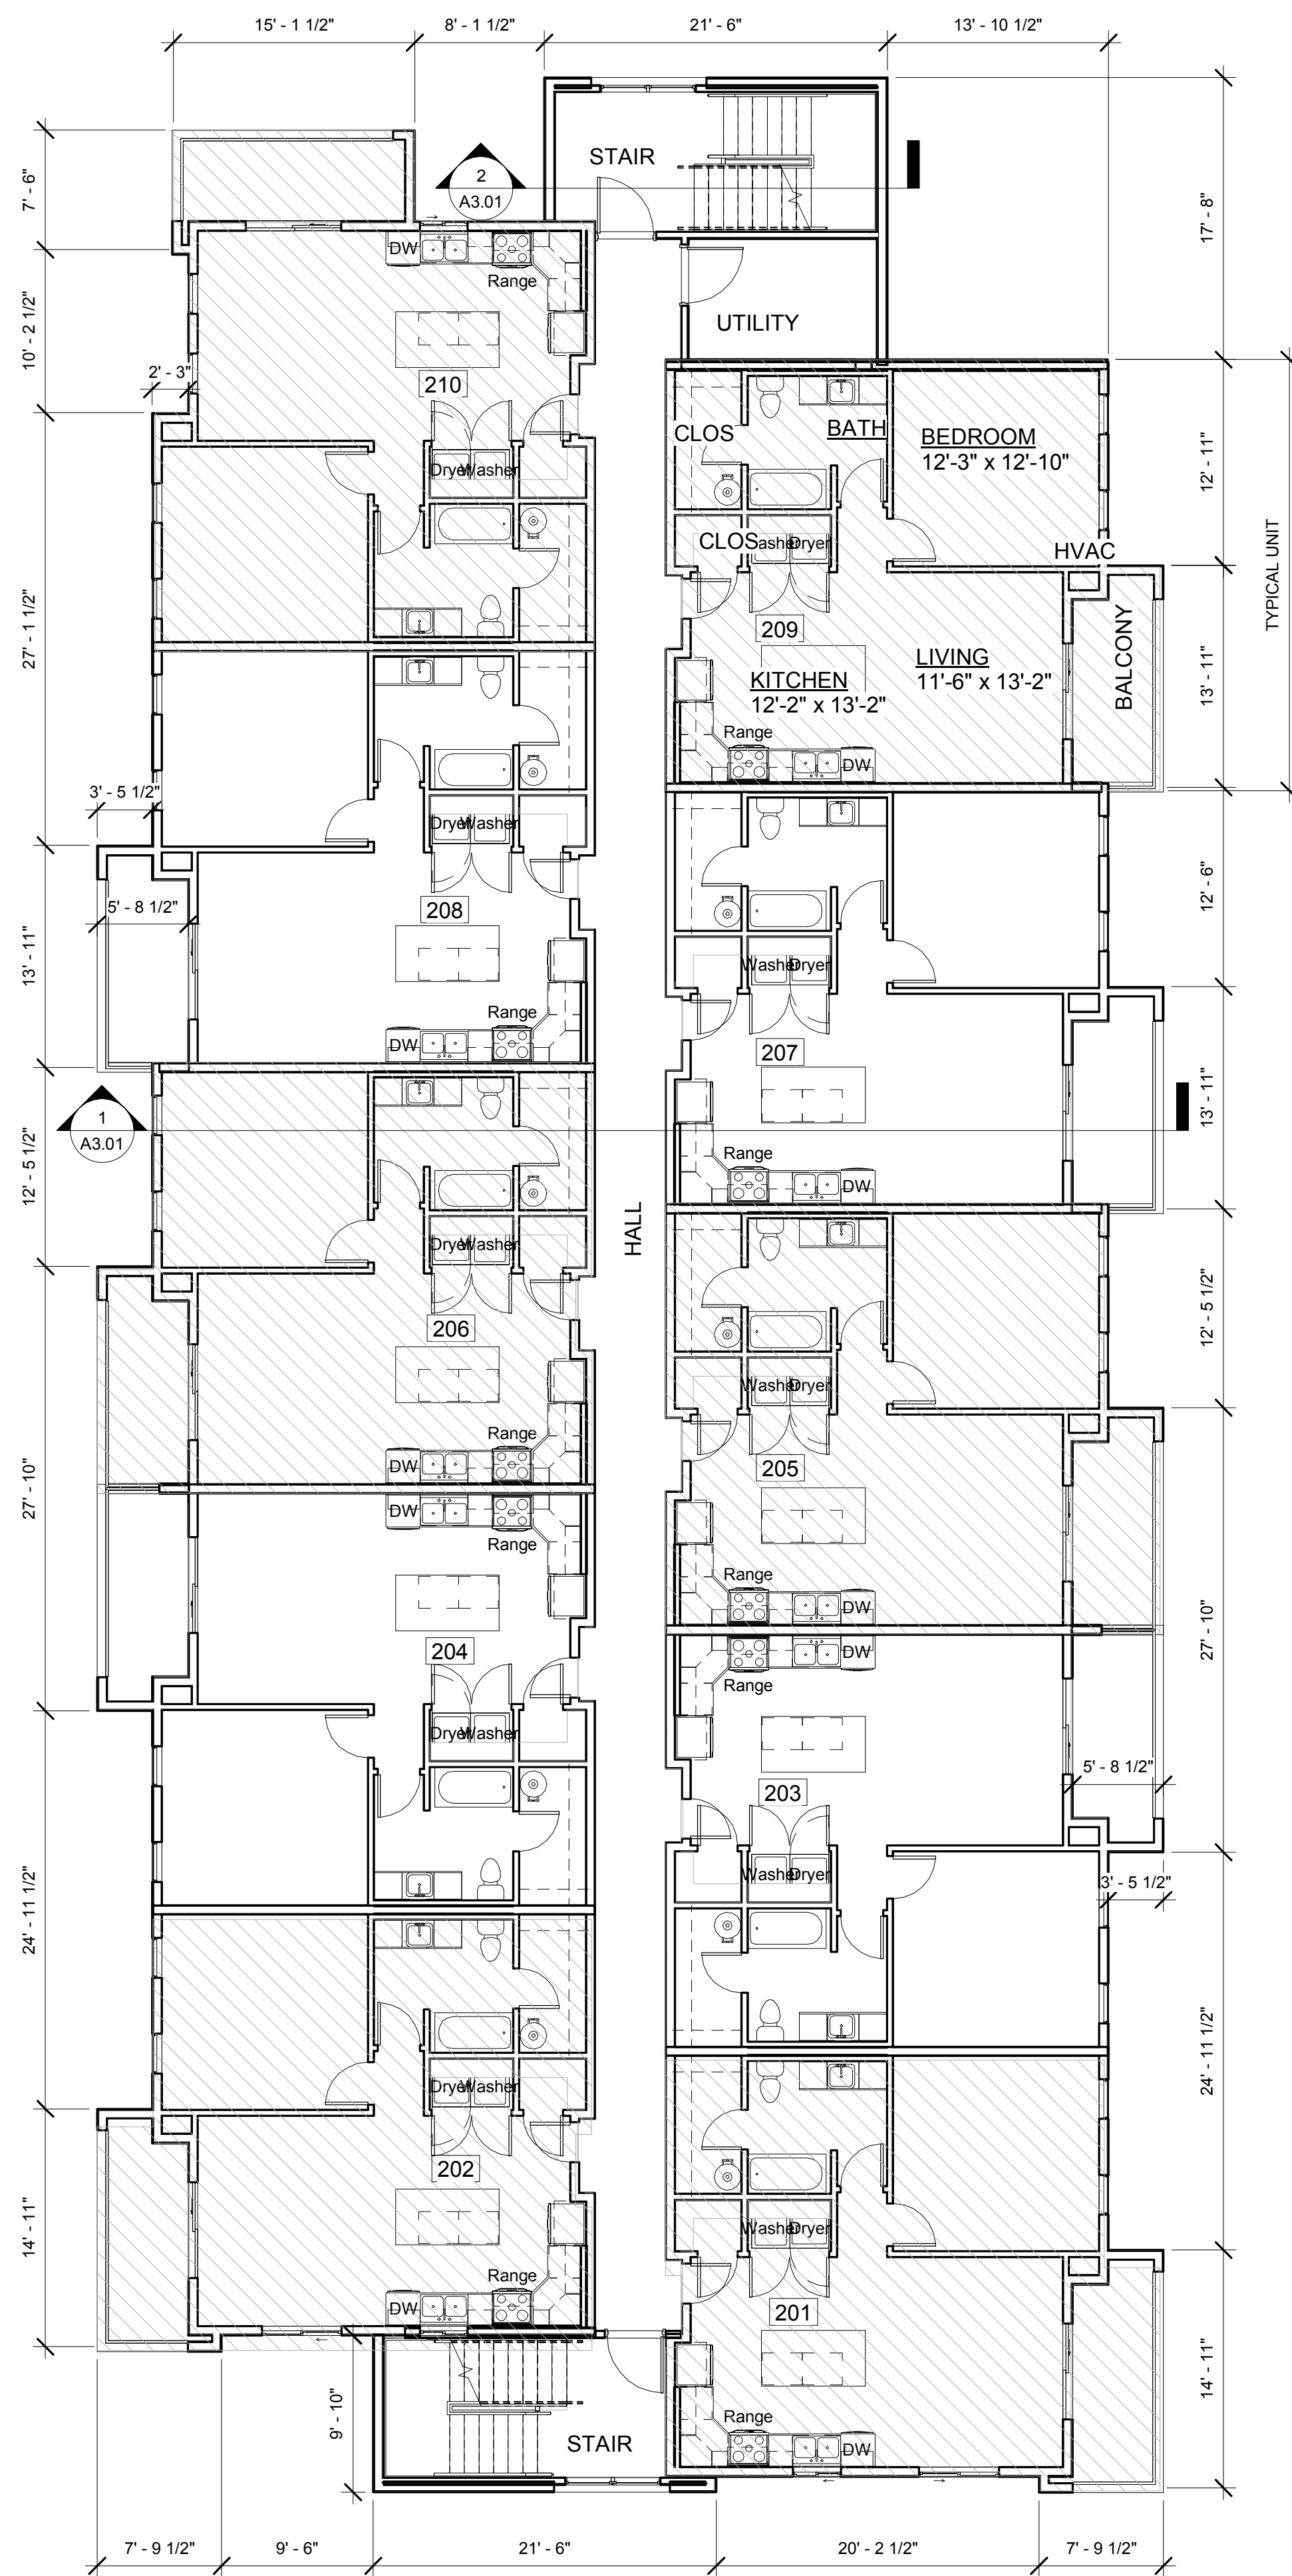 15' - 1 1/2"
8' - 1 1/2"
21' - 6"
13' - 10 1/2"
7' - 6"
10' - 2 1/2"
2' - 3"
27' - 1 1/2"
3' - 5 1/2"
13' - 11"
5' - 8 1/2"
12' - 5 1/2"
27' - 10"
24' - 11 1/2"
14' - 11"
2
A3.01
STAIR
UTILITY
17' - 8"
DW
Range
210
Dryer
Washer
CLOS
BATH
BEDROOM
12'-3" x 12'-10"
12' - 11"
TYPICAL UNIT
CLOS
Washer
Dryer
HVAC
209
BALCONY
LIVING
11'-6" x 13'-2"
KITCHEN
12'-2" x 13'-2"
13' - 11"
Range
DW
Dryer
Washer
208
Range
DW
12' - 6"
Washer
Dryer
207
13' - 11"
Range
DW
1
A3.01
HALL
Dryer
Washer
206
Range
DW
12' - 5 1/2"
Washer
Dryer
205
Range
DW
27' - 10"
DW
Range
204
Dryer
Washer
DW
Range
203
5' - 8 1/2"
Washer
Dryer
3' - 5 1/2"
24' - 11 1/2"
Dryer
Washer
202
Range
DW
Washer
Dryer
201
14' - 11"
Range
DW
9' - 10"
STAIR
7' - 9 1/2"
9' - 6"
21' - 6"
20' - 2 1/2"
7' - 9 1/2"